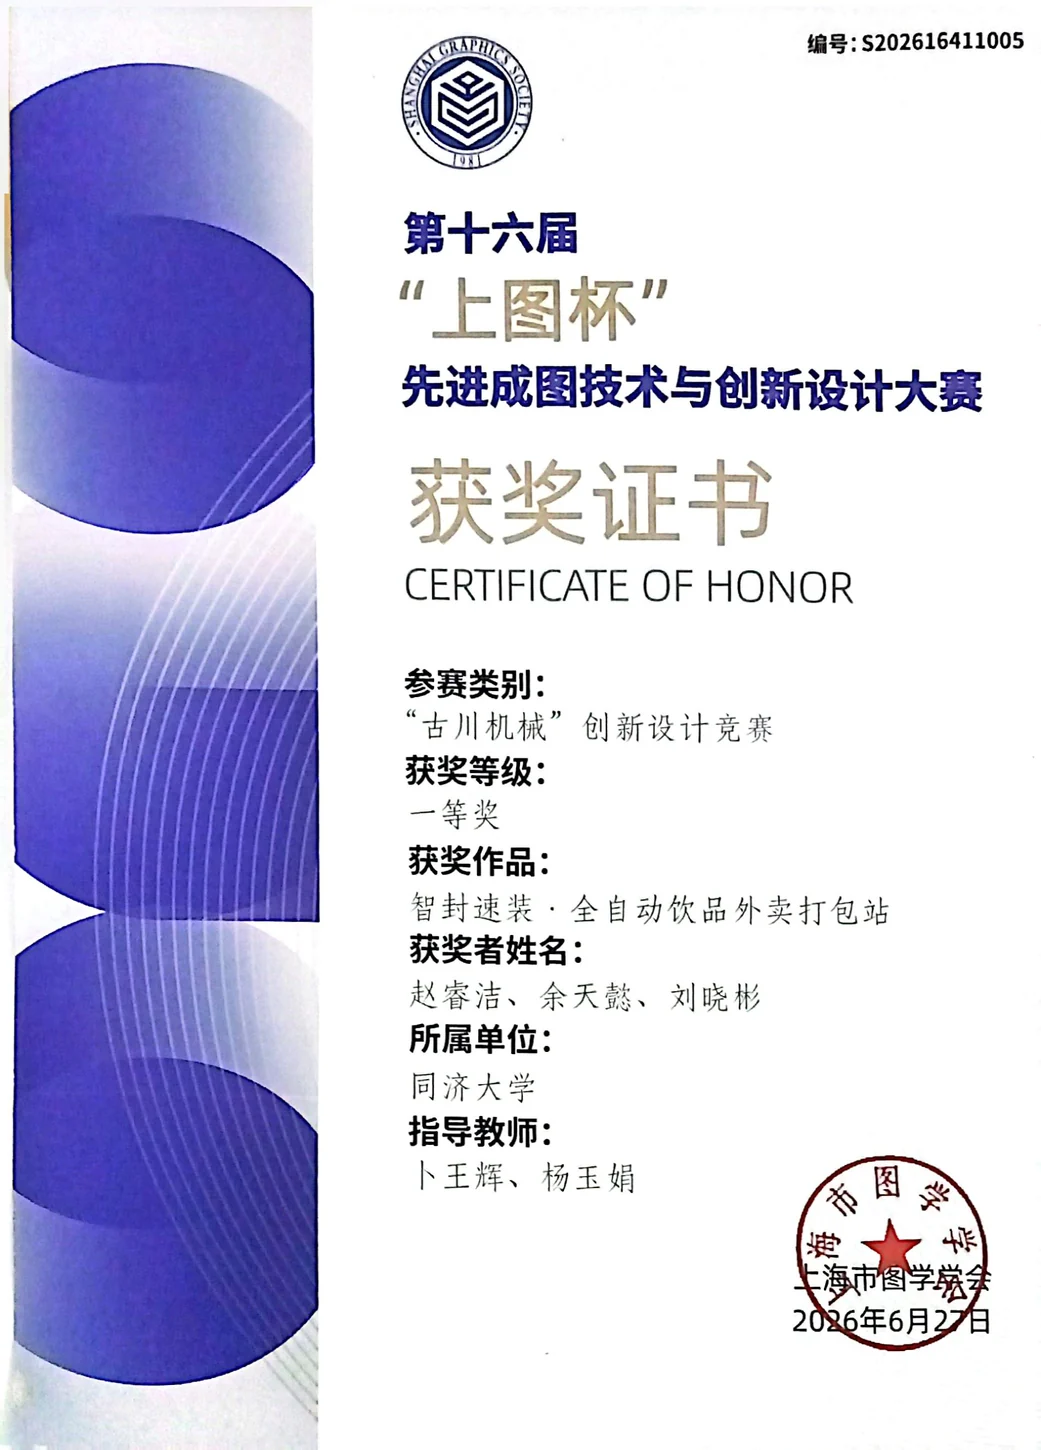 编号：S202616411005
SHANGHAI GRAPHICS SOCIETY
1981
第十六届
“上图杯”
先进成图技术与创新设计大赛
获奖证书
CERTIFICATE OF HONOR
参赛类别：
“古川机械”创新设计竞赛
获奖等级：
一等奖
获奖作品：
智封速装·全自动饮品外卖打包站
获奖者姓名：
赵睿洁、余天懿、刘晓彬
所属单位：
同济大学
指导教师：
卜王辉、杨玉娟
上海市图学学会
上海市图学学会
2026年6月27日